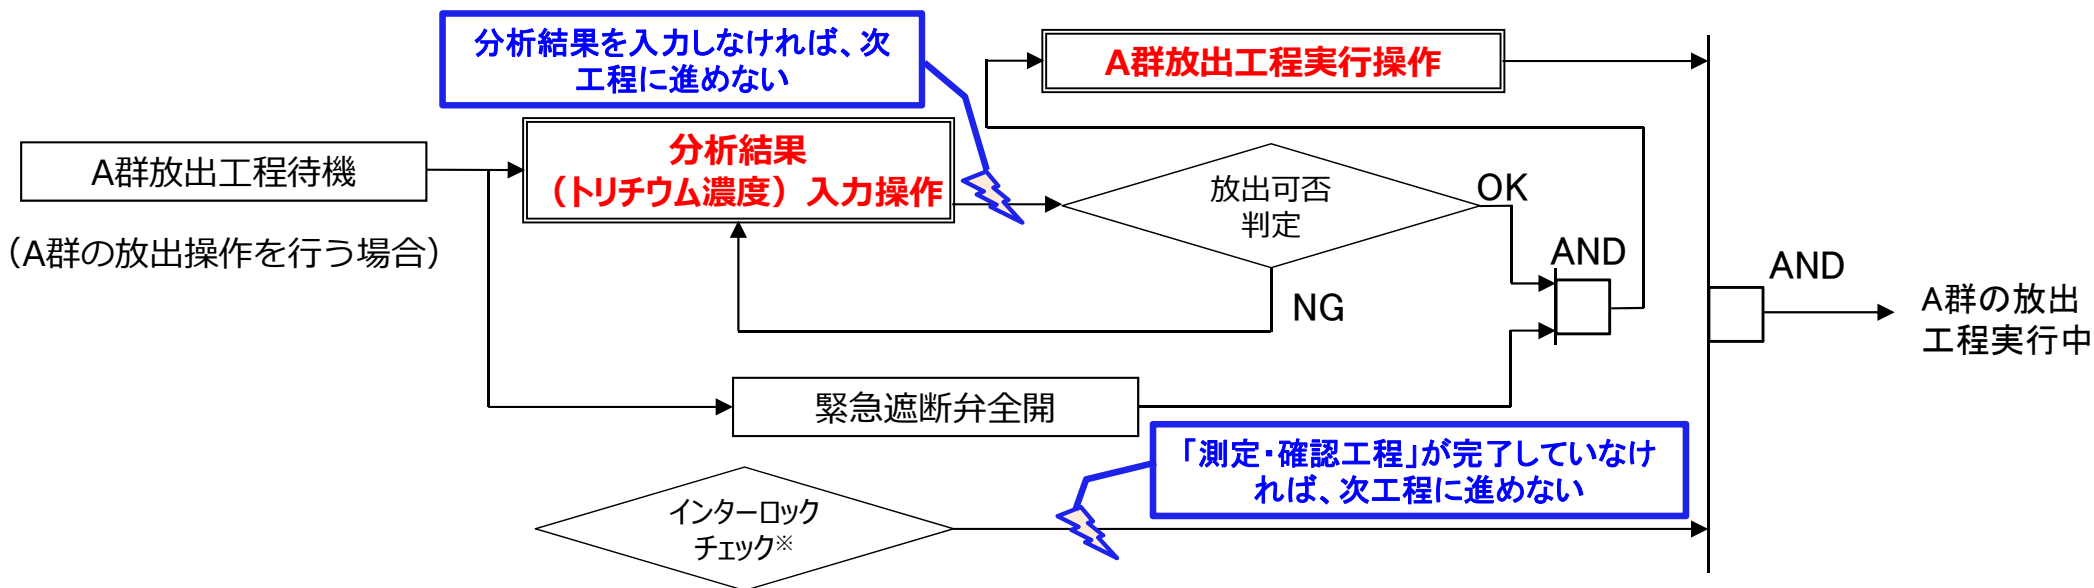 分析結果を入力しなければ、次
工程に進めない
A群放出工程実行操作
A群放出工程待機
(A群の放出操作を行う場合)
分析結果
(トリチウム濃度)入力操作
放出可否
判定
OK
NG
AND
AND
A群の放出
工程実行中
緊急遮断弁全開
「測定・確認工程」が完了していなけ
れば、次工程に進めない
インターロック
チェック※